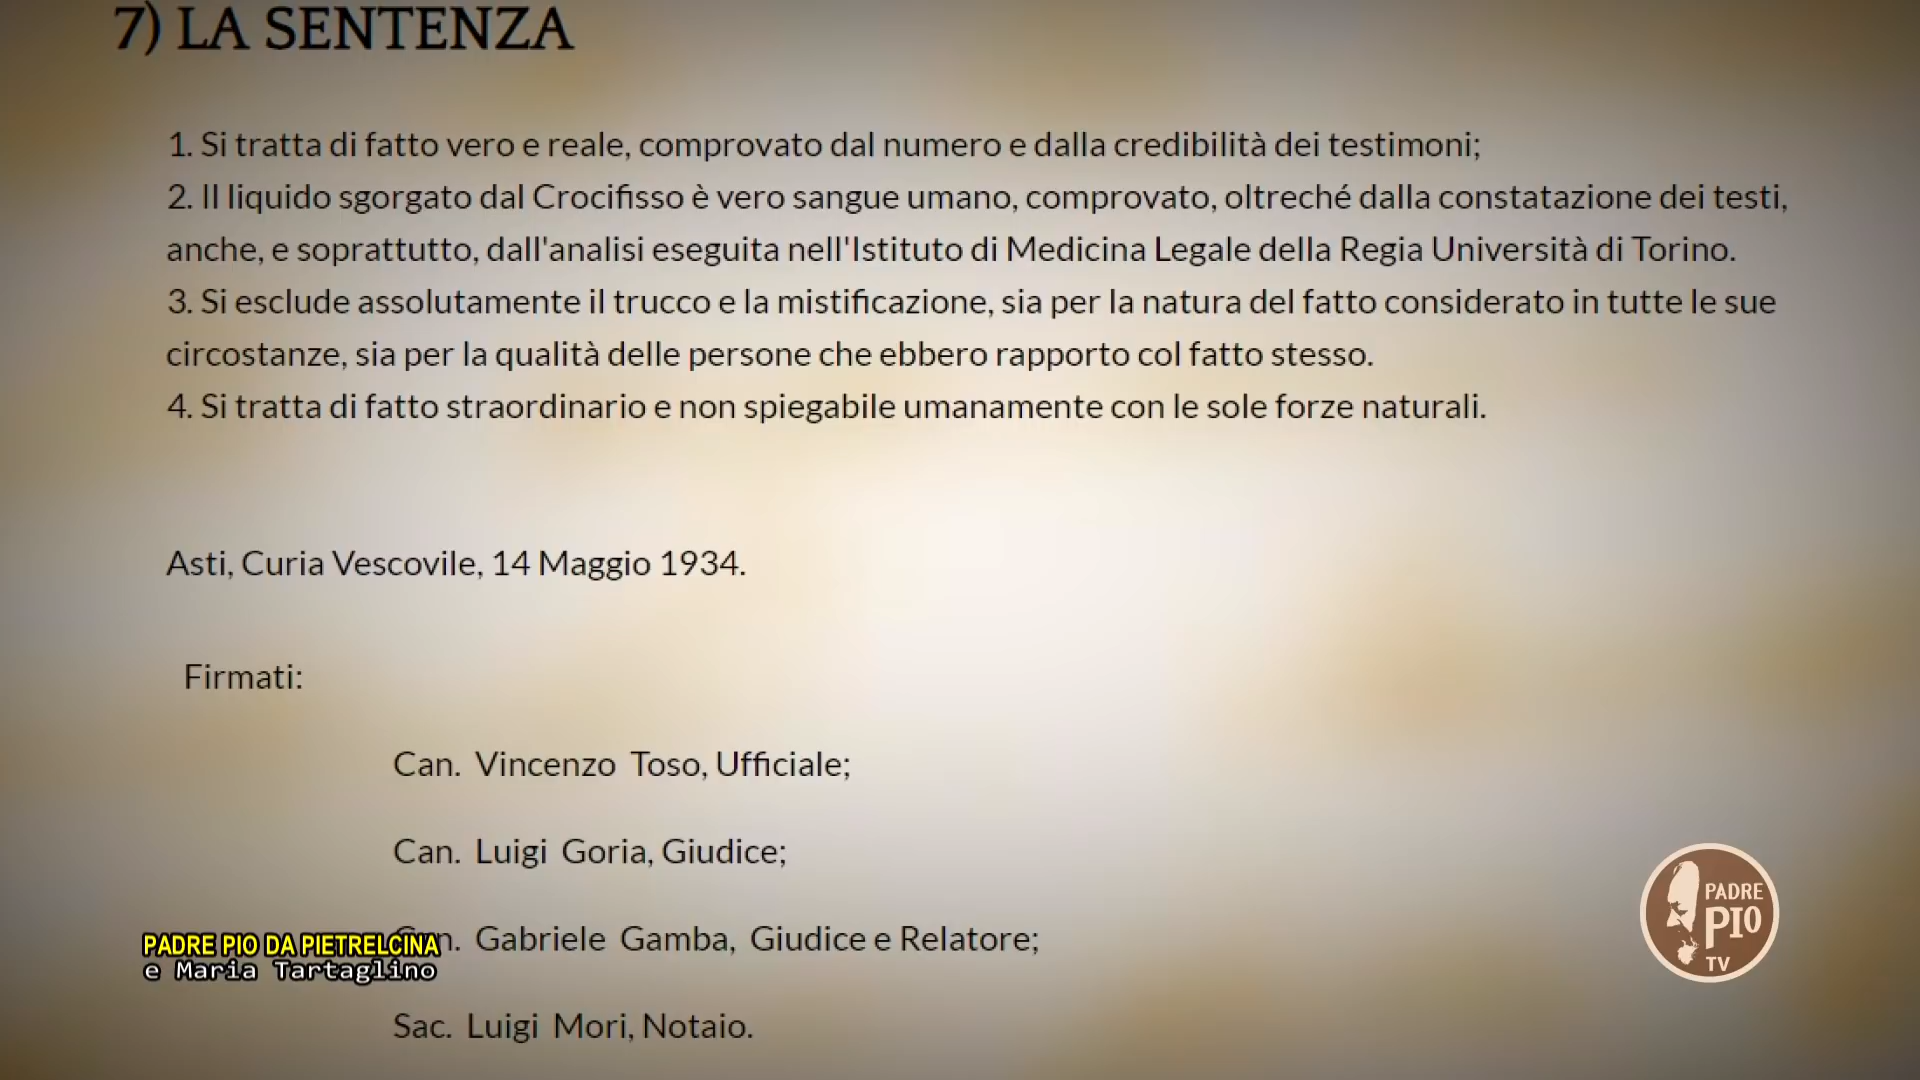 7) LA SENTENZA
1. Si tratta di fatto vero e reale, comprovato dal numero e dalla credibilità dei testimoni;
2. Il liquido sgorgato dal Crocifisso è vero sangue umano, comprovato, oltreché dalla constatazione dei testi,
anche, e soprattutto, dall'analisi eseguita nell'Istituto di Medicina Legale della Regia Università di Torino.
3. Si esclude assolutamente il trucco e la mistificazione, sia per la natura del fatto considerato in tutte le sue
circostanze, sia per la qualità delle persone che ebbero rapporto col fatto stesso.
4. Si tratta di fatto straordinario e non spiegabile umanamente con le sole forze naturali.
Asti, Curia Vescovile, 14 Maggio 1934.
Firmati:
Can. Vincenzo Toso, Ufficiale;
Can. Luigi Goria, Giudice;
Gabriele Gamba, Giudice e Relatore;
Sac. Luigi Mori, Notaio.
PADRE PIO DA PIETRELCINA
e Maria Tartaglino
PADRE
PIO
TV